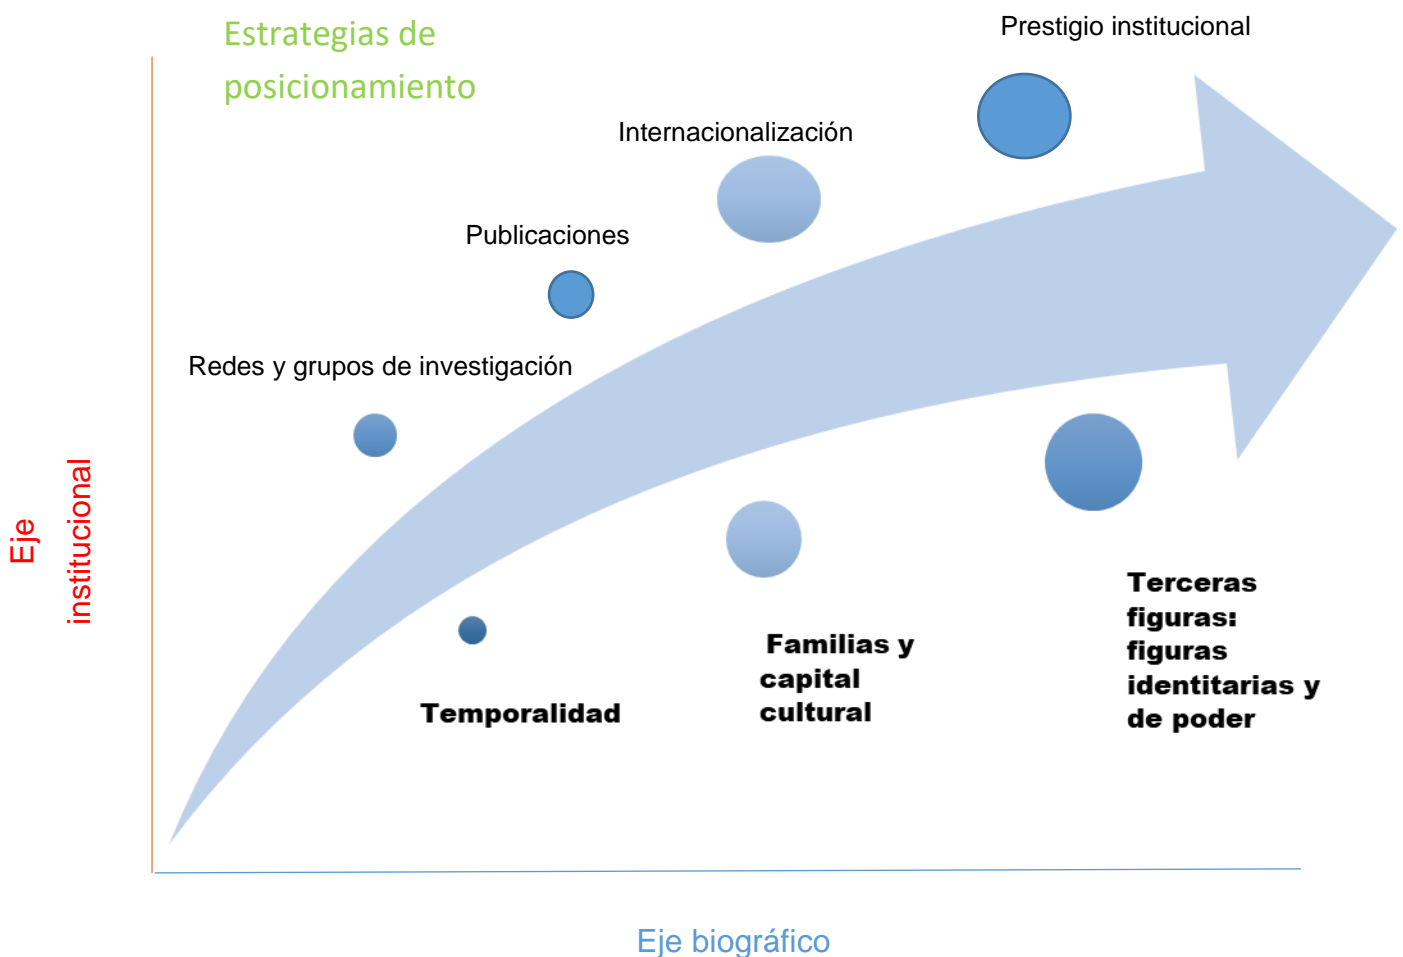 Estrategias de
posicionamiento
Prestigio institucional
Internacionalización
Publicaciones
Redes y grupos de investigación
Eje
institucional
Temporalidad
Familias y
capital
cultural
Terceras
figuras:
figuras
identitarias y
de poder
Eje biográfico